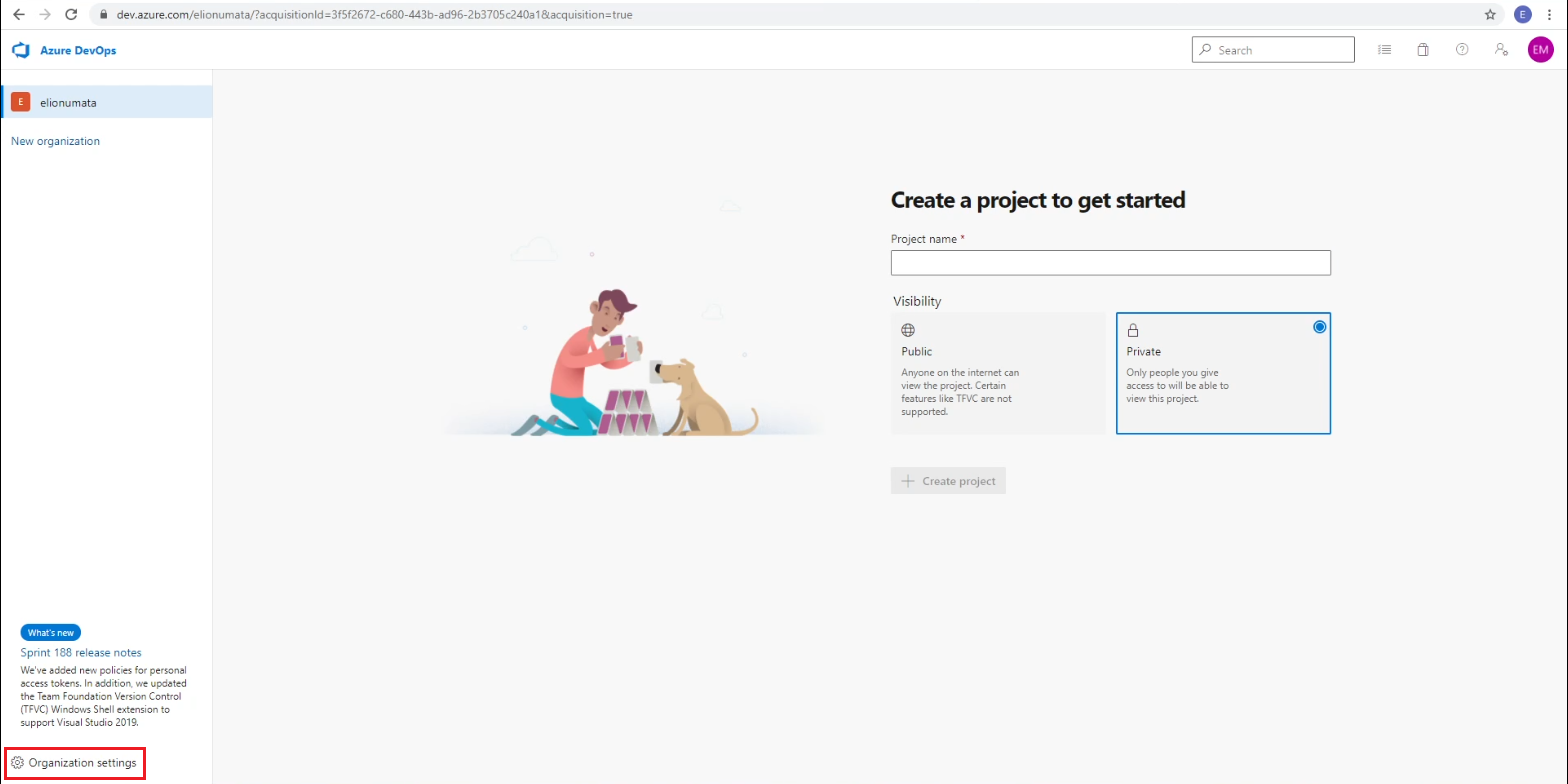 dev.azure.com/elionumata/?acquisitionId=3f5f2672-c680-443b-ad96-2b3705c240a1&acquisition=true
E
Azure DevOps
Search
EM
E
elionumata
New organization
Create a project to get started
Project name *
Visibility
Public
Anyone on the internet can
view the project. Certain
features like TFVC are not
supported.
Private
Only people you give
access to will be able to
view this project.
Create project
What's new
Sprint 188 release notes
We've added new policies for personal
access tokens. In addition, we updated
the Team Foundation Version Control
(TFVC) Windows Shell extension to
support Visual Studio 2019.
Organization settings